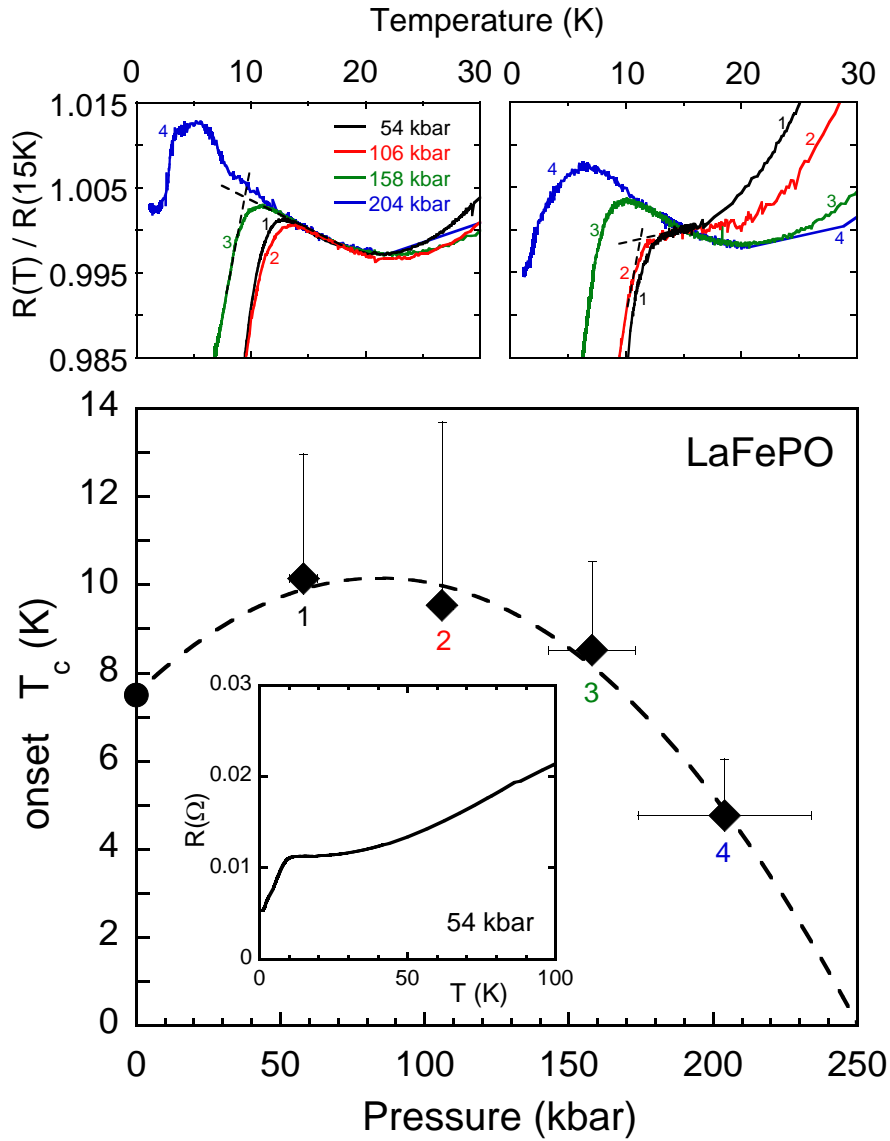 Temperature (K)
0 10 20 30 0 10 20 30
R(T) / R(15K)
1.015
1.005
0.995
0.985
54 kbar
106 kbar
158 kbar
204 kbar
4
1
3
2
1
2
4
3
3
4
2
1
LaFePO
onset Tc (K)
14
12
10
8
6
4
2
0
1
2
3
4
R(Ω)
0.03
0.02
0.01
0
54 kbar
0 50 100
T (K)
0 50 100 150 200 250
Pressure (kbar)